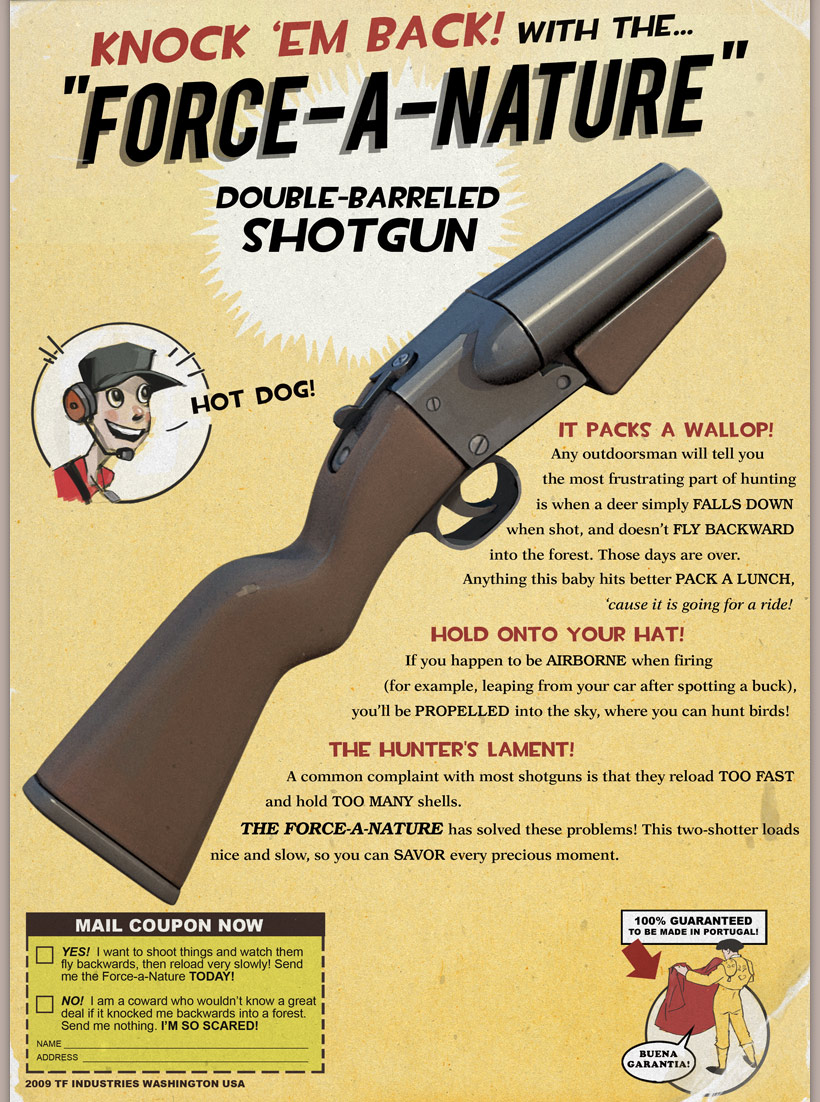 KNOCK 'EM BACK! WITH THE...
"FORCE-A-NATURE"
DOUBLE-BARRELED
SHOTGUN
HOT DOG!
IT PACKS A WALLOP!
Any outdoorsman will tell you
the most frustrating part of hunting
is when a deer simply FALLS DOWN
when shot, and doesn't FLY BACKWARD
into the forest. Those days are over.
Anything this baby hits better PACK A LUNCH,
'cause it is going for a ride!
HOLD ONTO YOUR HAT!
If you happen to be AIRBORNE when firing
(for example, leaping from your car after spotting a buck),
you'll be PROPELLED into the sky, where you can hunt birds!
THE HUNTER'S LAMENT!
A common complaint with most shotguns is that they reload TOO FAST
and hold TOO MANY shells.
THE FORCE-A-NATURE has solved these problems! This two-shotter loads
nice and slow, so you can SAVOR every precious moment.
MAIL COUPON NOW
YES! I want to shoot things and watch them
fly backwards, then reload very slowly! Send
me the Force-a-Nature TODAY!
NO! I am a coward who wouldn't know a great
deal if it knocked me backwards into a forest.
Send me nothing. I'M SO SCARED!
NAME
ADDRESS
2009 TF INDUSTRIES WASHINGTON USA
100% GUARANTEED
TO BE MADE IN PORTUGAL!
BUENA
GARANTIA!